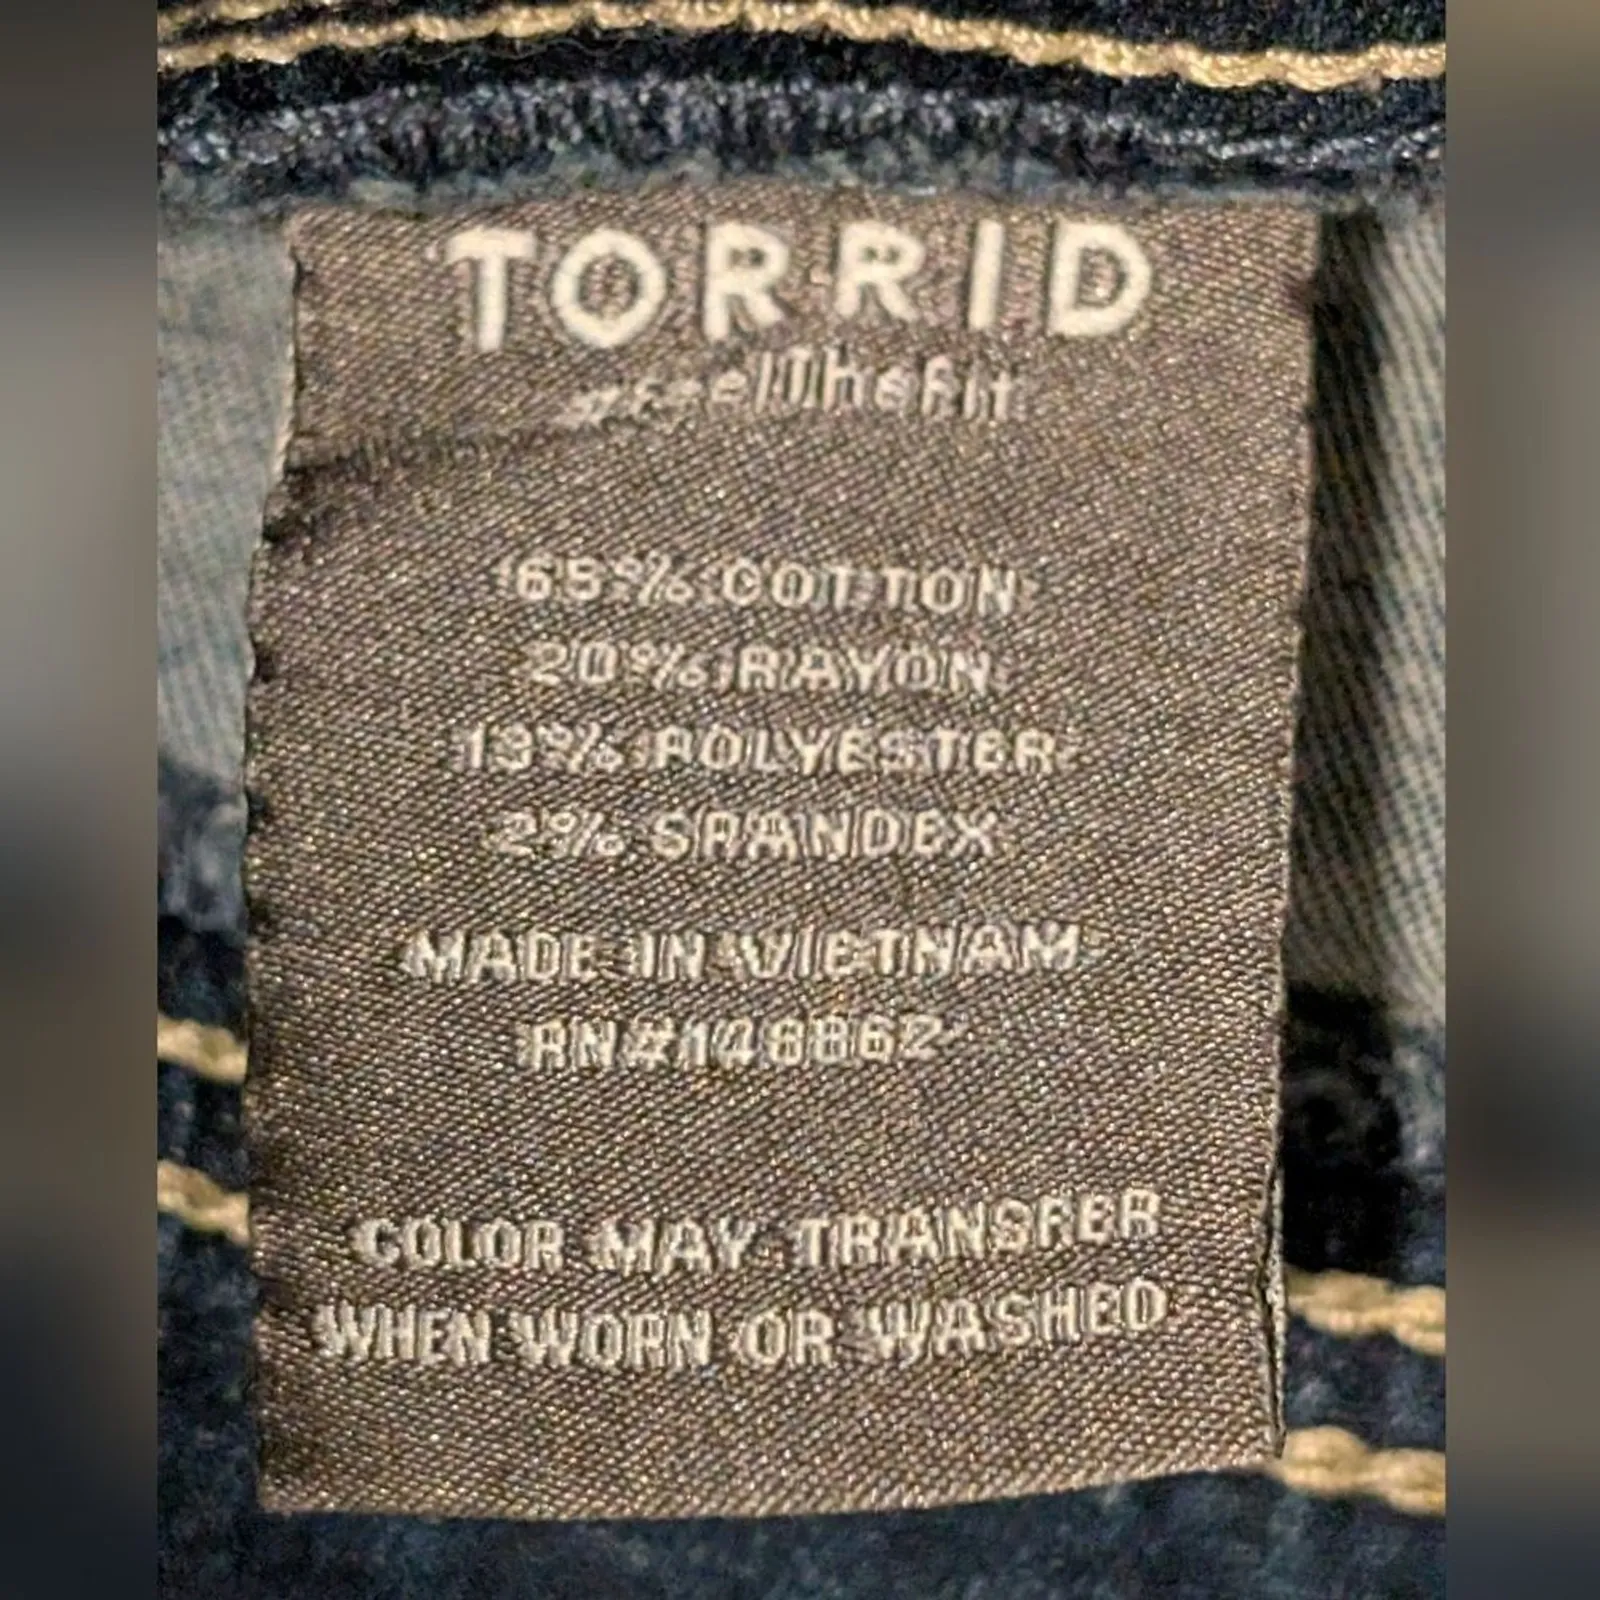 TORRID
#feelthefit
65% COTTON
20% RAYON
13% POLYESTER
2% SPANDEX
MADE IN VIETNAM
RN#148862
COLOR MAY TRANSFER
WHEN WORN OR WASHED